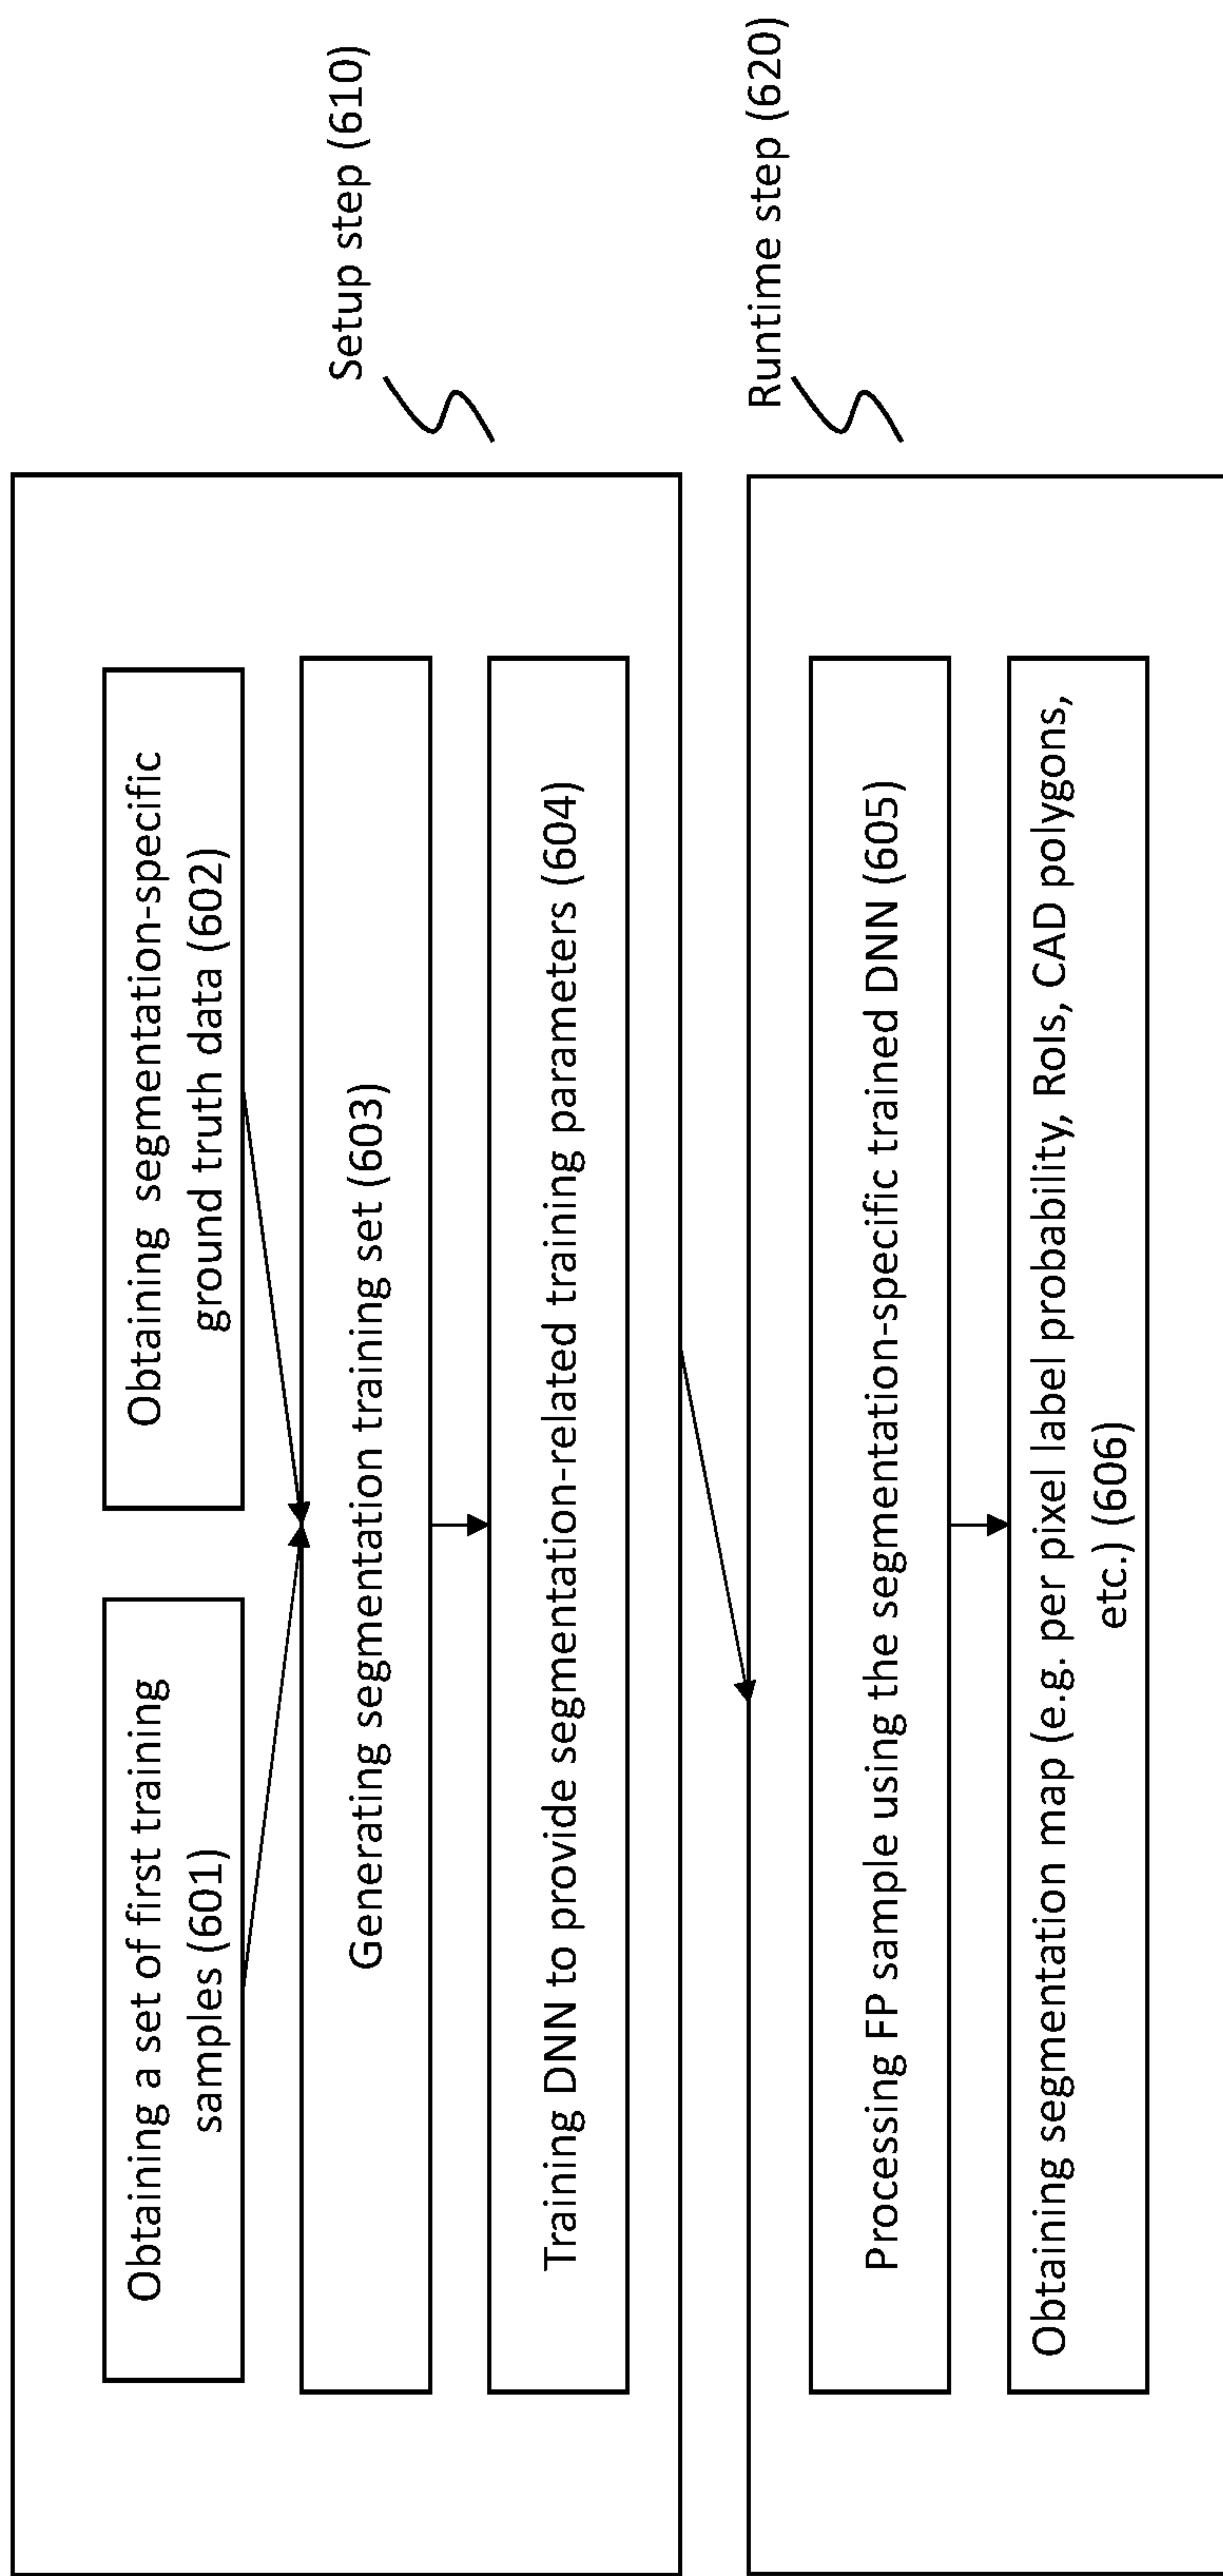 Obtaining a set of first training
samples (601)
Obtaining segmentation-specific
ground truth data (602)
Generating segmentation training set (603)
Training DNN to provide segmentation-related training parameters (604)
Setup step (610)
Processing FP sample using the segmentation-specific trained DNN (605)
Obtaining segmentation map (e.g. per pixel label probability, RoIs, CAD polygons,
etc.) (606)
Runtime step (620)